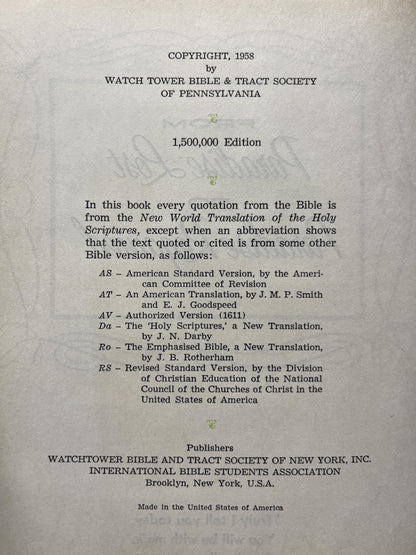 COPYRIGHT, 1958
by
WATCH TOWER BIBLE & TRACT SOCIETY
OF PENNSYLVANIA
1,500,000 Edition
In this book every quotation from the Bible is
from the New World Translation of the Holy
Scriptures, except when an abbreviation shows
that the text quoted or cited is from some other
Bible version, as follows:
AS – American Standard Version, by the Ameri-
can Committee of Revision
AT – An American Translation, by J. M. P. Smith
and E. J. Goodspeed
AV – Authorized Version (1611)
Da – The ‘Holy Scriptures,’ a New Translation,
by J. N. Darby
Ro – The Emphasised Bible, a New Translation,
by J. B. Rotherham
RS – Revised Standard Version, by the Division
of Christian Education of the National
Council of the Churches of Christ in the
United States of America
Publishers
WATCHTOWER BIBLE AND TRACT SOCIETY OF NEW YORK, INC.
INTERNATIONAL BIBLE STUDENTS ASSOCIATION
Brooklyn, New York, U.S.A.
Made in the United States of America